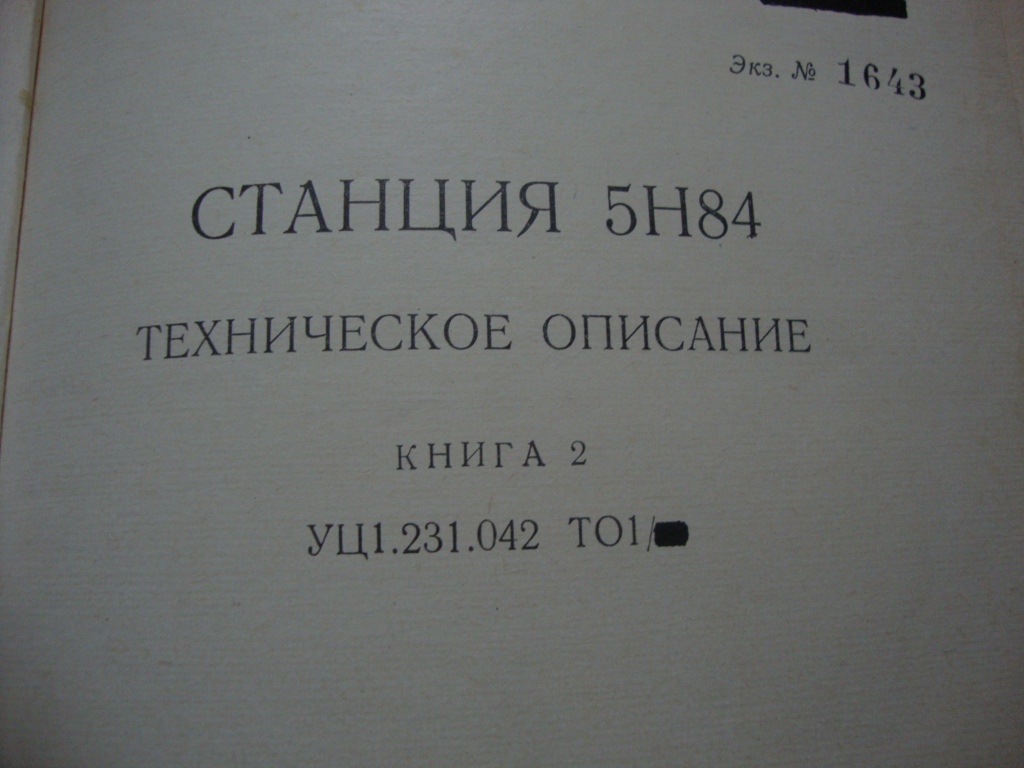 Экз. № 1643
СТАНЦИЯ 5Н84
ТЕХНИЧЕСКОЕ ОПИСАНИЕ
КНИГА 2
УЦ1.231.042 ТО1/